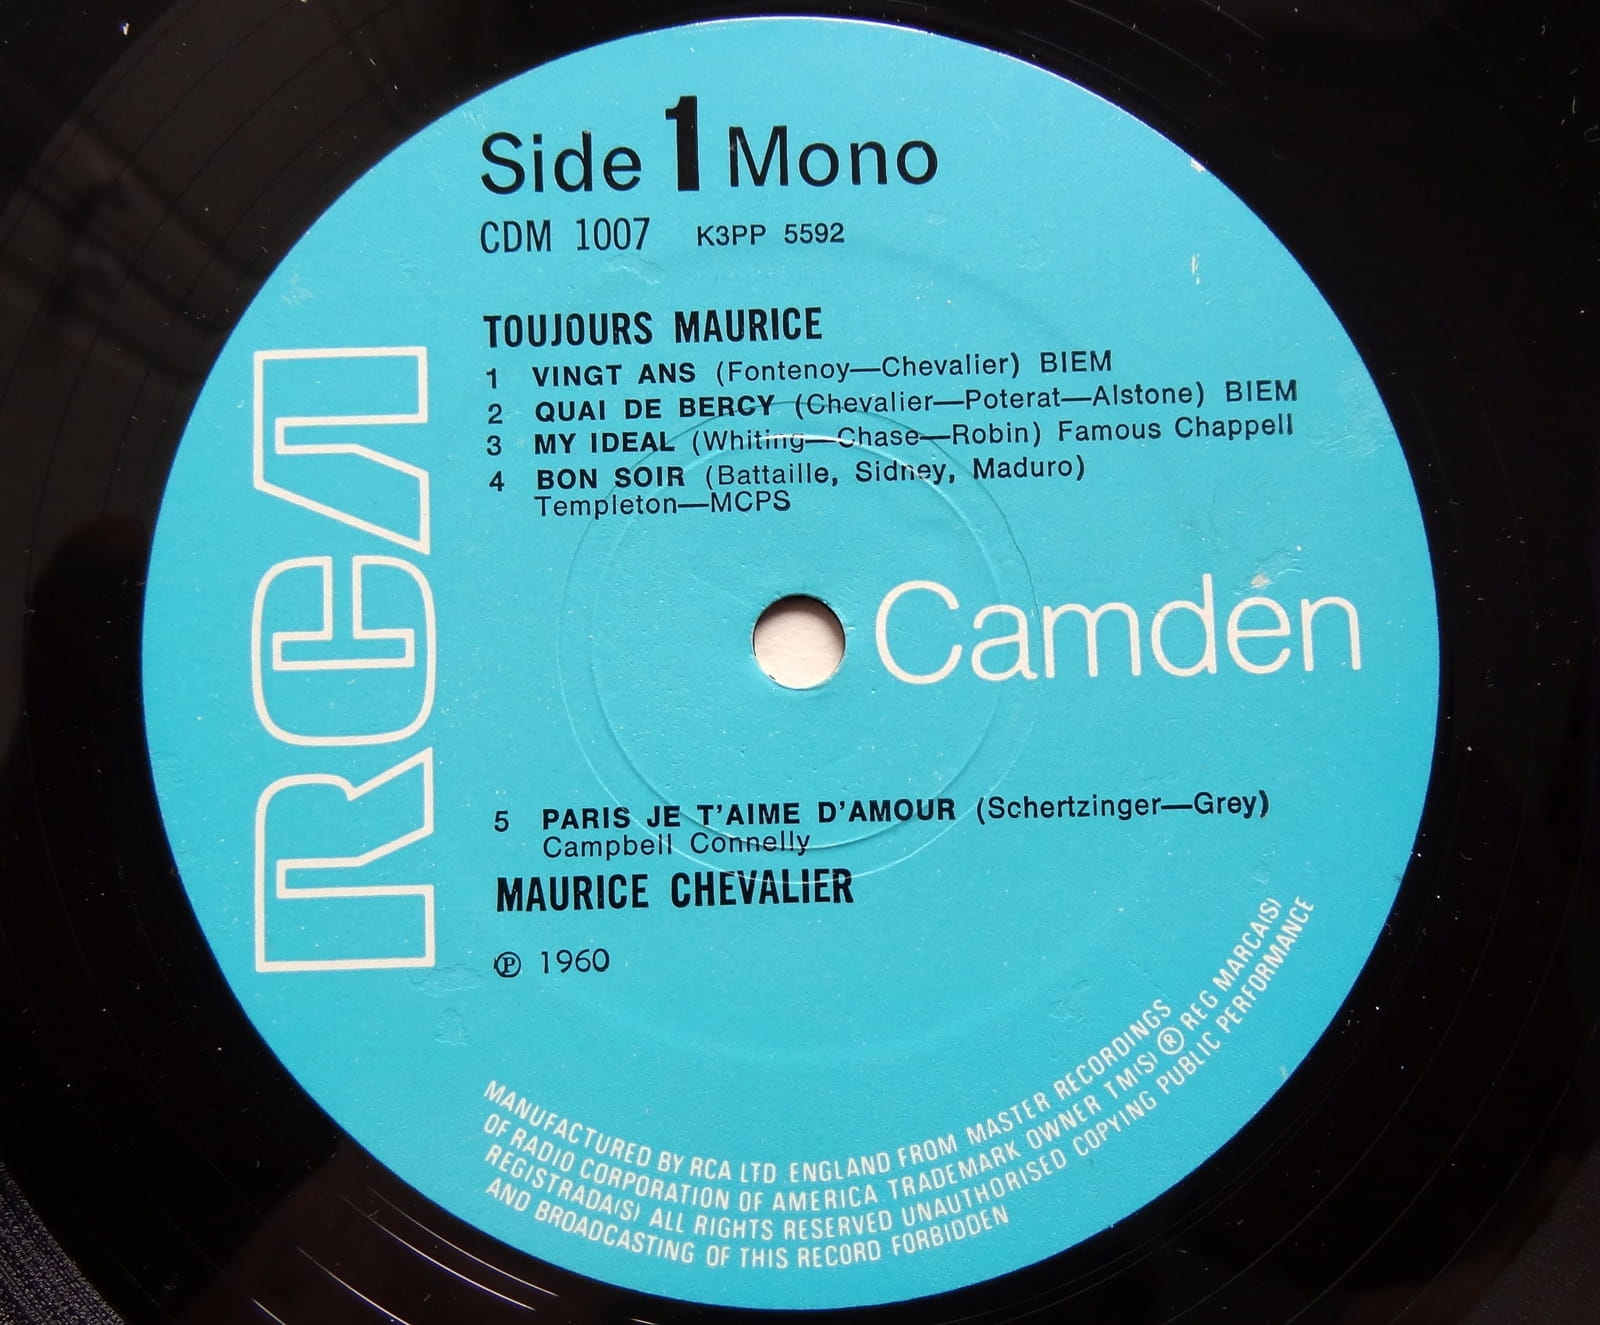 Side 1 Mono
CDM 1007 K3PP 5592
TOUJOURS MAURICE
1 VINGT ANS (Fontenoy—Chevalier) BIEM
2 QUAI DE BERCY (Chevalier—Poterat—Alstone) BIEM
3 MY IDEAL (Whiting—Chase—Robin) Famous Chappell
4 BON SOIR (Battaille, Sidney, Maduro)
Templeton—MCPS
RCA
Camden
5 PARIS JE T'AIME D'AMOUR (Schertzinger—Grey)
Campbell Connelly
MAURICE CHEVALIER
℗ 1960
MANUFACTURED BY RCA LTD ENGLAND FROM MASTER RECORDINGS
OF RADIO CORPORATION OF AMERICA TRADEMARK OWNER TM(S) ® REG MARCA(S)
REGISTRADA(S) ALL RIGHTS RESERVED UNAUTHORISED COPYING PUBLIC PERFORMANCE
AND BROADCASTING OF THIS RECORD FORBIDDEN